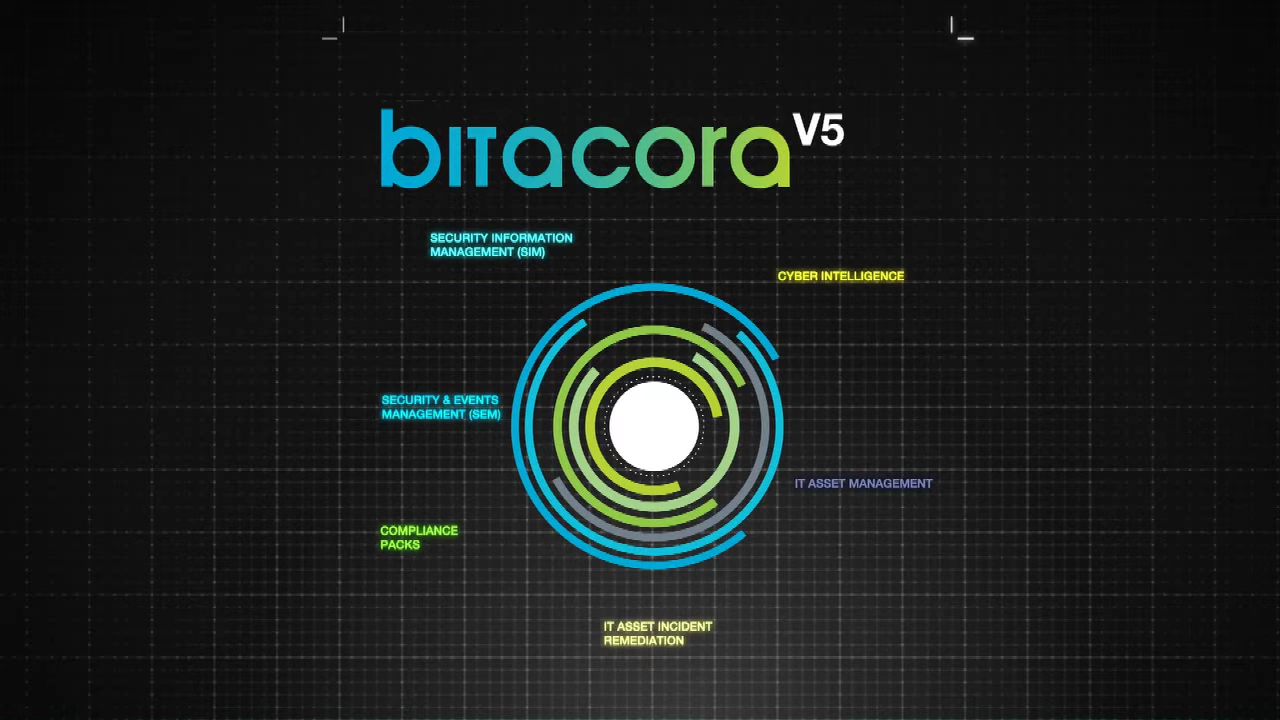 bitacora V5
SECURITY INFORMATION
MANAGEMENT (SIM)
CYBER INTELLIGENCE
SECURITY & EVENTS
MANAGEMENT (SEM)
IT ASSET MANAGEMENT
COMPLIANCE
PACKS
IT ASSET INCIDENT
REMEDIATION